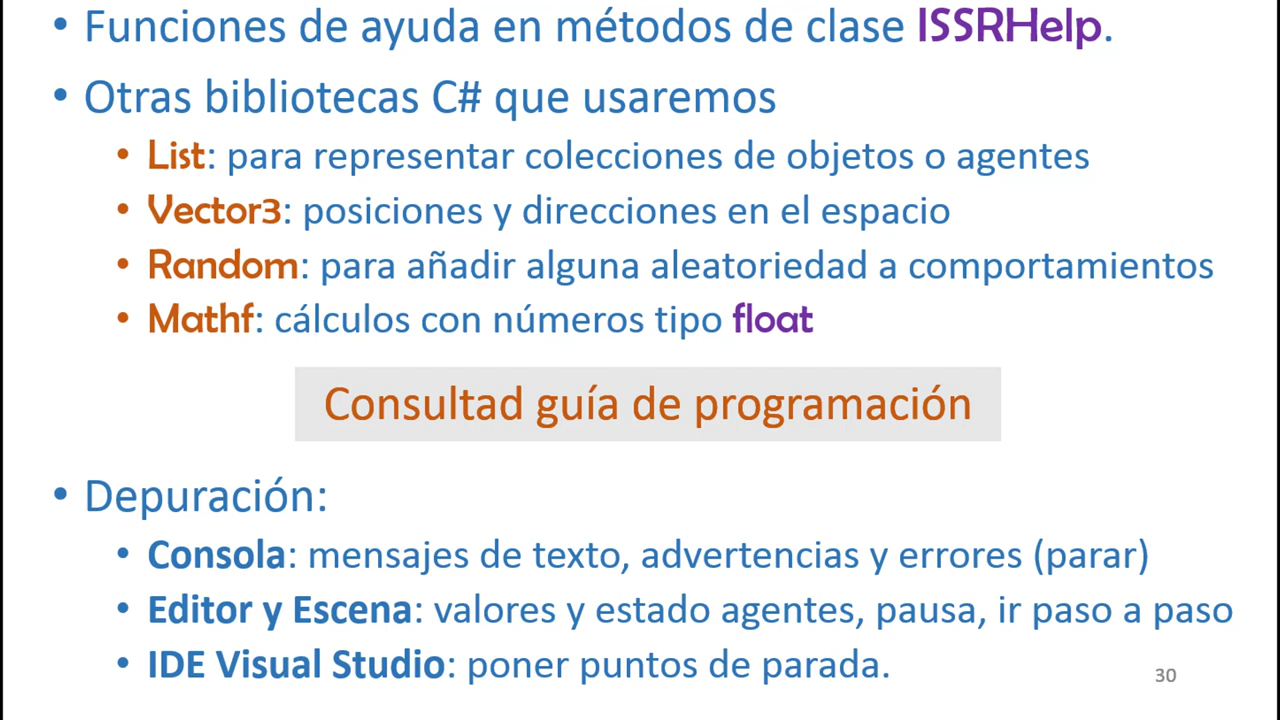 • Funciones de ayuda en métodos de clase ISSRHelp.
• Otras bibliotecas C# que usaremos
• List: para representar colecciones de objetos o agentes
• Vector3: posiciones y direcciones en el espacio
• Random: para añadir alguna aleatoriedad a comportamientos
• Mathf: cálculos con números tipo float
Consultad guía de programación
• Depuración:
• Consola: mensajes de texto, advertencias y errores (parar)
• Editor y Escena: valores y estado agentes, pausa, ir paso a paso
• IDE Visual Studio: poner puntos de parada.
30